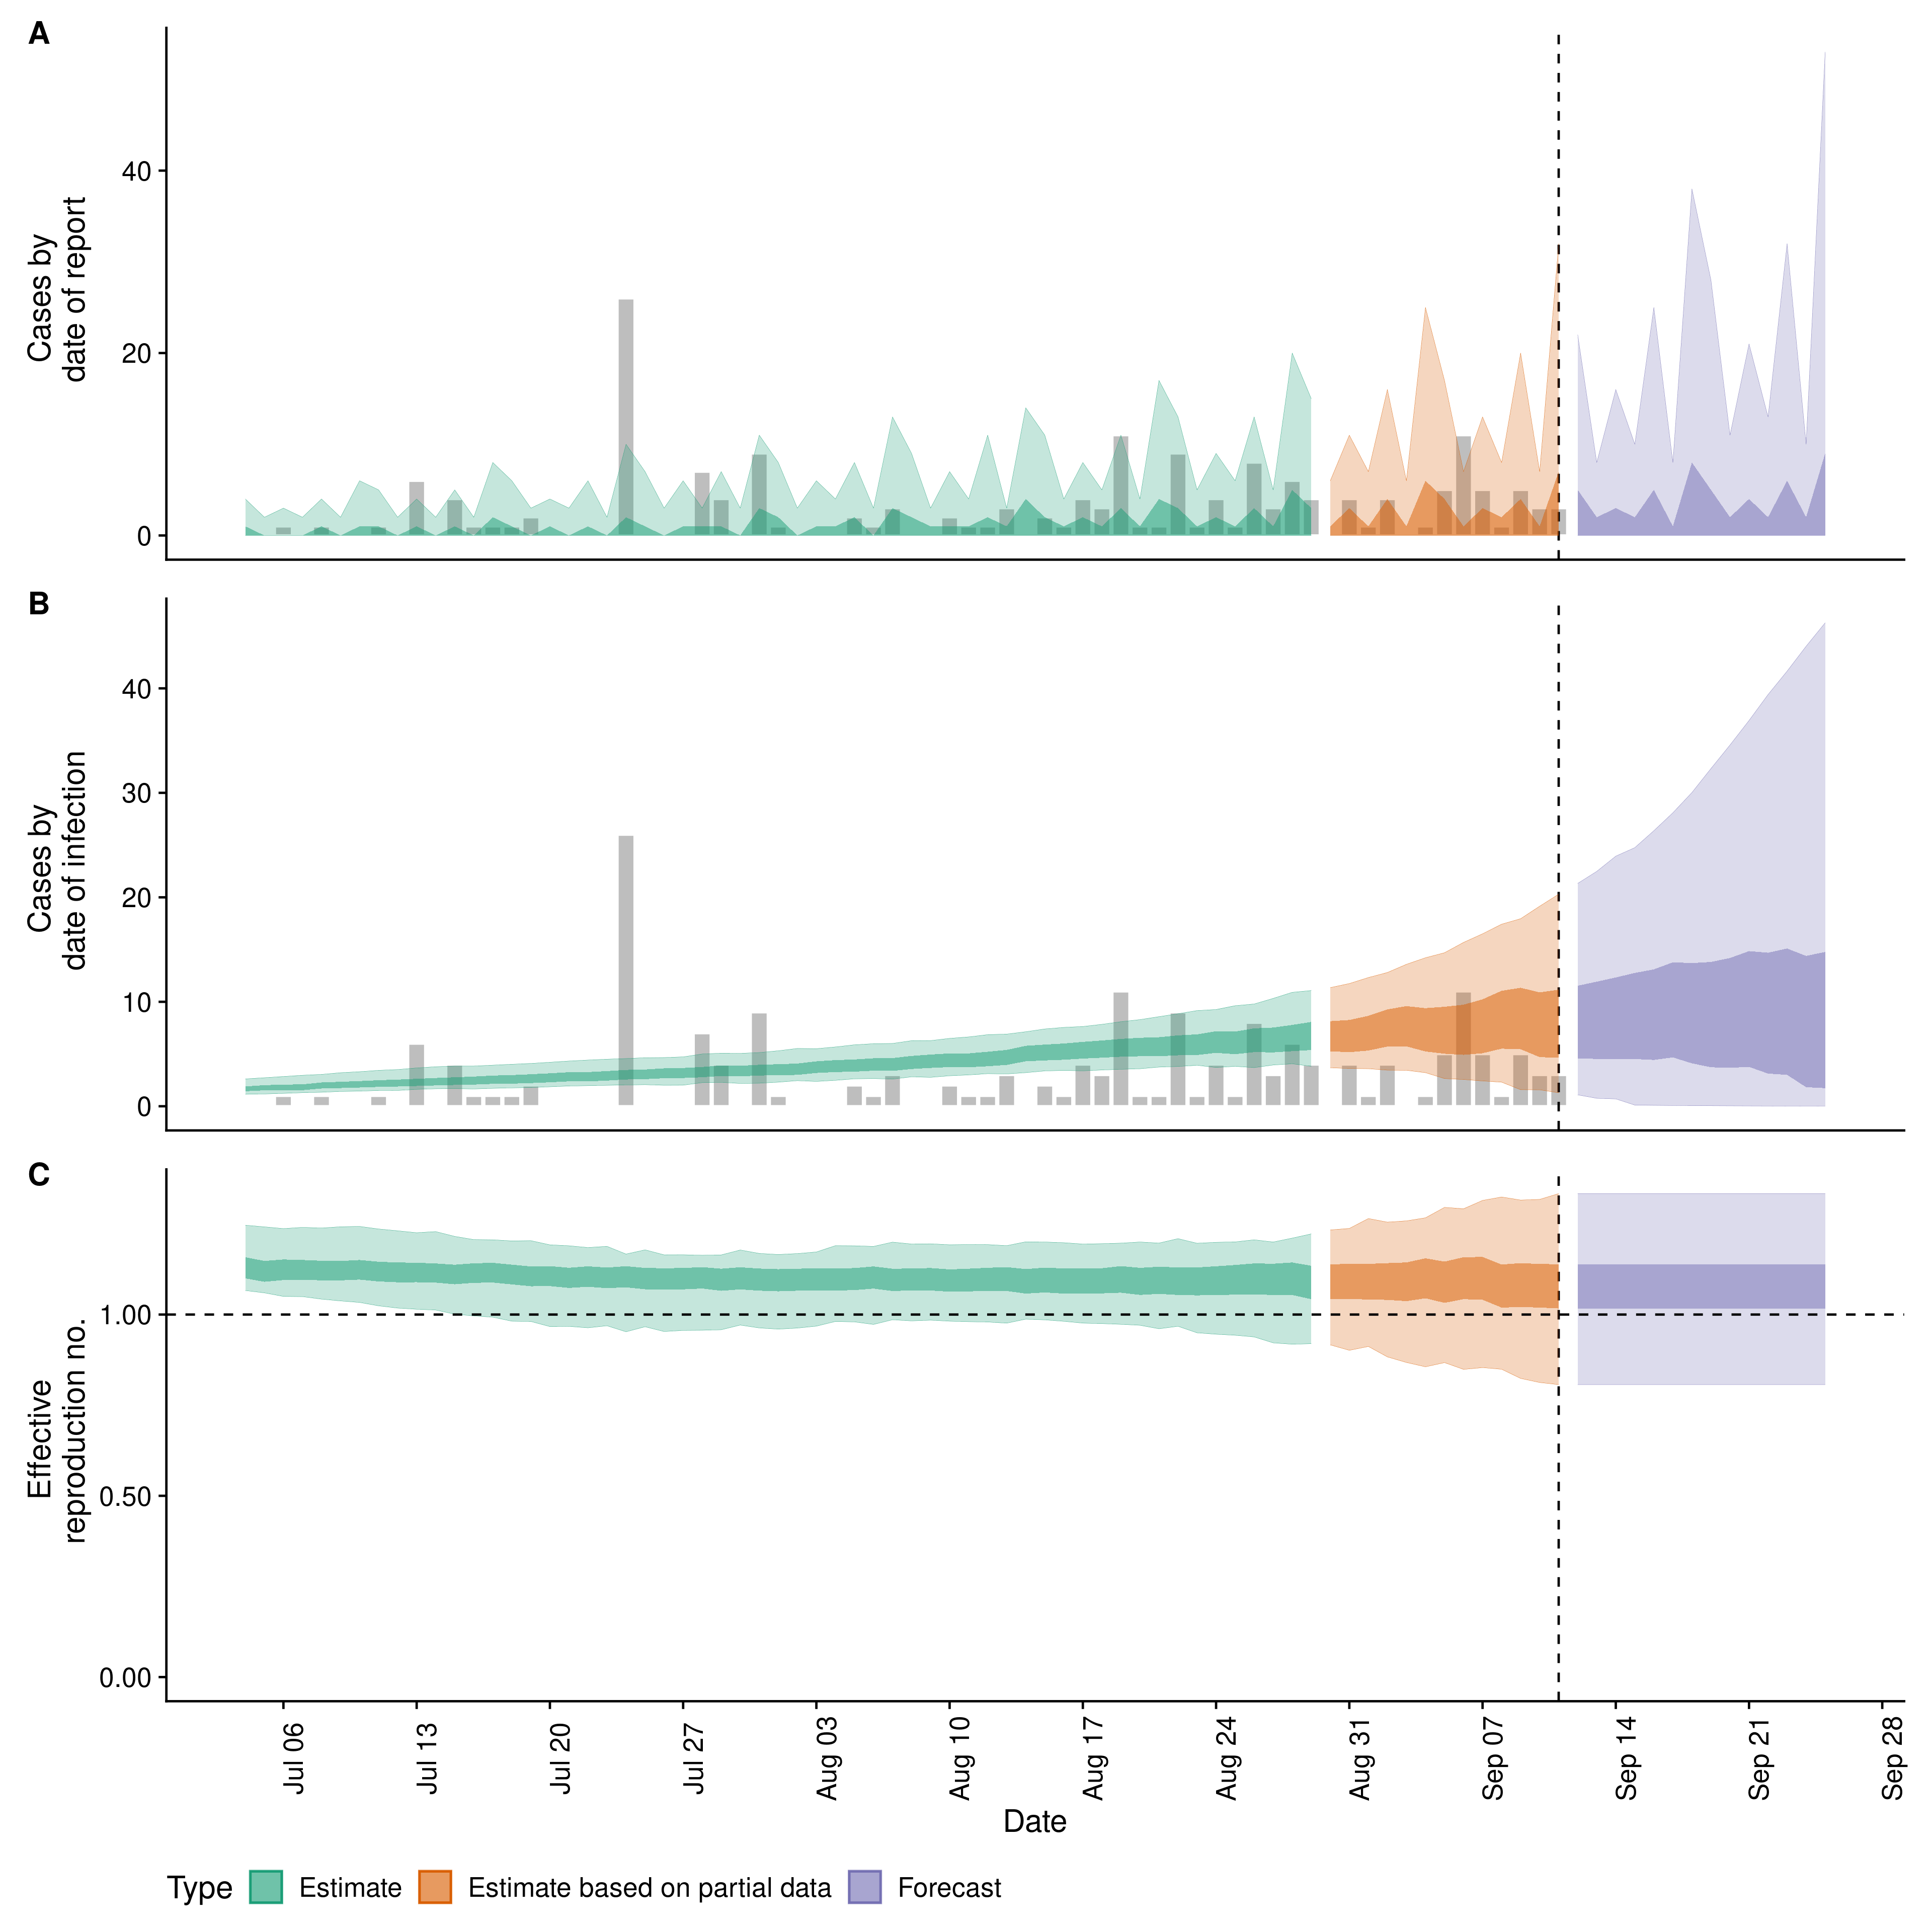 A
Cases by
date of report
40
20
0
B
Cases by
date of infection
40
30
20
10
0
C
Effective
reproduction no.
1.00
0.50
0.00
Jul 06
Jul 13
Jul 20
Jul 27
Aug 03
Aug 10
Aug 17
Aug 24
Aug 31
Sep 07
Sep 14
Sep 21
Sep 28
Date
Type Estimate Estimate based on partial data Forecast